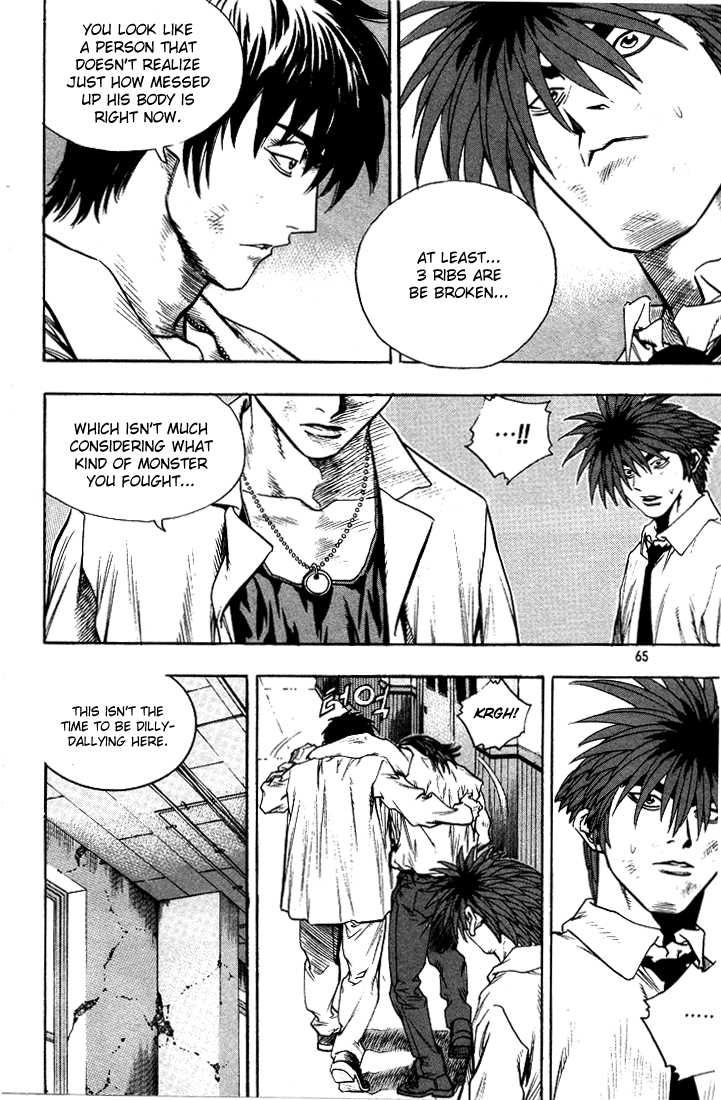 YOU LOOK LIKE
A PERSON THAT
DOESN'T REALIZE
JUST HOW MESSED
UP HIS BODY IS
RIGHT NOW.
AT LEAST...
3 RIBS ARE
BE BROKEN...
WHICH ISN'T MUCH
CONSIDERING WHAT
KIND OF MONSTER
YOU FOUGHT...
...!!
65
THIS ISN'T THE
TIME TO BE DILLY-
DALLYING HERE.
KRGH!
.....